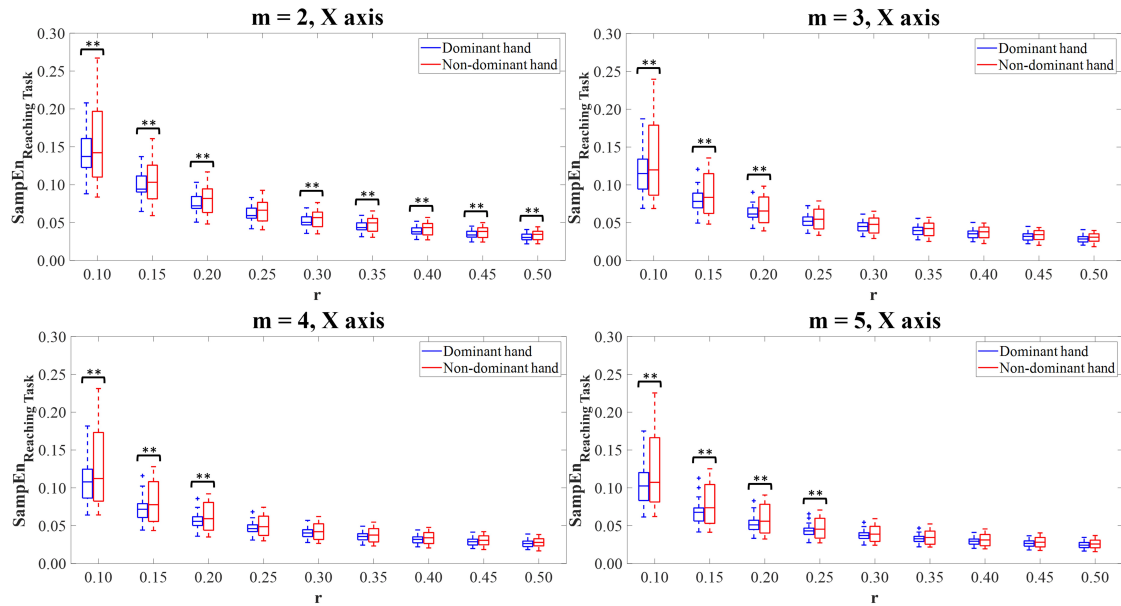 m = 2, X axis
0.30
0.25
0.20
0.15
0.10
0.05
0.00
SampEn Reaching Task
** ** ** ** ** ** ** **
Dominant hand
Non-dominant hand
0.10 0.15 0.20 0.25 0.30 0.35 0.40 0.45 0.50
r
m = 3, X axis
0.30
0.25
0.20
0.15
0.10
0.05
0.00
SampEn Reaching Task
** ** **
Dominant hand
Non-dominant hand
0.10 0.15 0.20 0.25 0.30 0.35 0.40 0.45 0.50
r
m = 4, X axis
0.30
0.25
0.20
0.15
0.10
0.05
0.00
SampEn Reaching Task
** ** **
Dominant hand
Non-dominant hand
0.10 0.15 0.20 0.25 0.30 0.35 0.40 0.45 0.50
r
m = 5, X axis
0.30
0.25
0.20
0.15
0.10
0.05
0.00
SampEn Reaching Task
** ** ** **
Dominant hand
Non-dominant hand
0.10 0.15 0.20 0.25 0.30 0.35 0.40 0.45 0.50
r